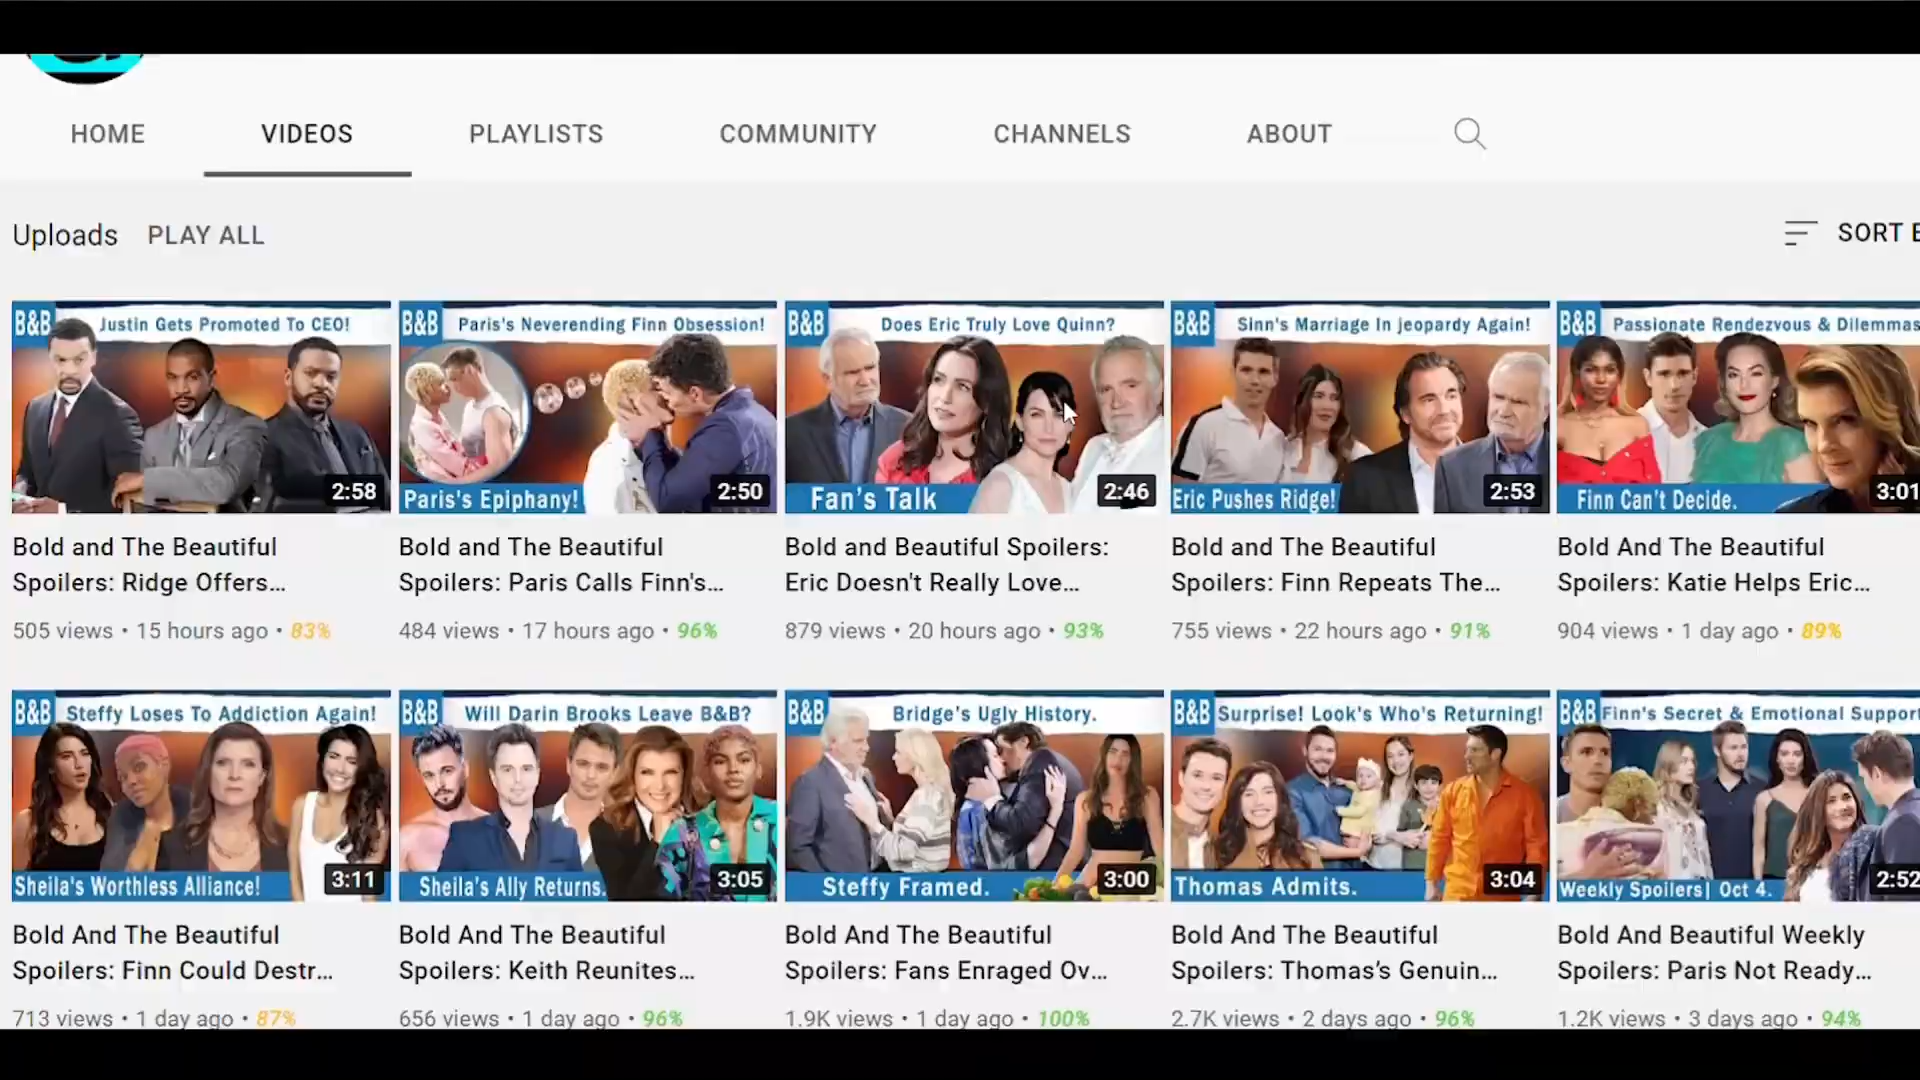 HOME VIDEOS PLAYLISTS COMMUNITY CHANNELS ABOUT
Uploads PLAY ALL
SORT
B&B Justin Gets Promoted To CEO!
2:58
Bold and The Beautiful
Spoilers: Ridge Offers...
505 views • 15 hours ago • 83%
B&B Paris's Neverending Finn Obsession!
Paris's Epiphany!
2:50
Bold and The Beautiful
Spoilers: Paris Calls Finn's...
484 views • 17 hours ago • 96%
B&B Does Eric Truly Love Quinn?
Fan's Talk
2:46
Bold and Beautiful Spoilers:
Eric Doesn't Really Love...
879 views • 20 hours ago • 93%
B&B Sinn's Marriage In jeopardy Again!
Eric Pushes Ridge!
2:53
Bold and The Beautiful
Spoilers: Finn Repeats The...
755 views • 22 hours ago • 91%
B&B Passionate Rendezvous & Dilemmas
Finn Can't Decide.
3:01
Bold And The Beautiful
Spoilers: Katie Helps Eric...
904 views • 1 day ago • 89%
B&B Steffy Loses To Addiction Again!
Sheila's Worthless Alliance!
3:11
Bold And The Beautiful
Spoilers: Finn Could Destr...
713 views • 1 day ago • 87%
B&B Will Darin Brooks Leave B&B?
Sheila's Ally Returns.
3:05
Bold And The Beautiful
Spoilers: Keith Reunites...
656 views • 1 day ago • 96%
B&B Bridge's Ugly History.
Steffy Framed.
3:00
Bold And The Beautiful
Spoilers: Fans Enraged Ov...
1.9K views • 1 day ago • 100%
B&B Surprise! Look's Who's Returning!
Thomas Admits.
3:04
Bold And The Beautiful
Spoilers: Thomas’s Genuin...
2.7K views • 2 days ago • 96%
B&B Finn's Secret & Emotional Support
Weekly Spoilers| Oct 4.
2:52
Bold And Beautiful Weekly
Spoilers: Paris Not Ready...
1.2K views • 3 days ago • 94%